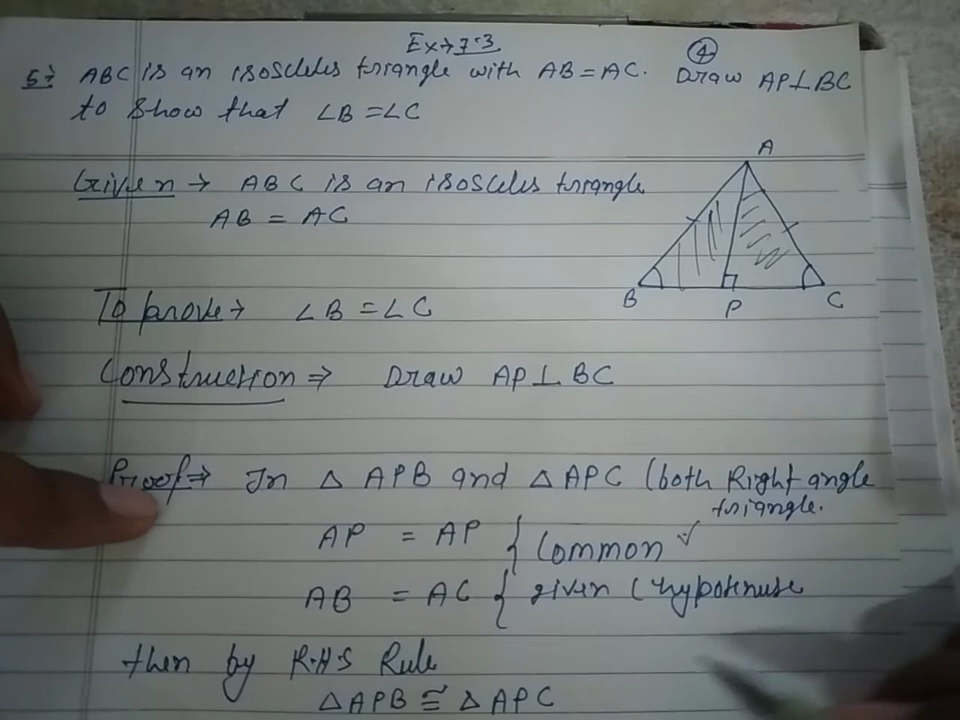 Ex→7.3
④
5⇒ ABC is an isosceles triangle with AB = AC. Draw AP⊥BC
to show that ∠B = ∠C
Given → ABC is an isosceles triangle
AB = AC
A
B
P
C
To prove→ ∠B = ∠C
Construction ⇒ Draw AP⊥BC
Proof→ In △ APB and △ APC (both Right angle
triangle.
AP = AP { Common ✓
AB = AC { given (hypotenuse
then by R.H.S Rule
△APB ≅ △ APC